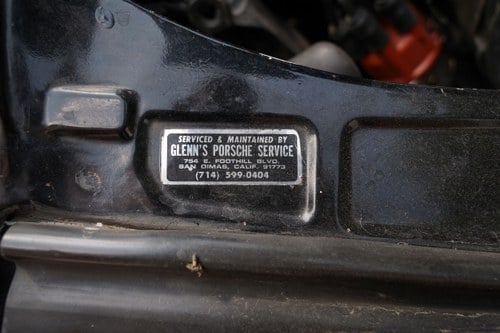 SERVICED & MAINTAINED BY
GLENN'S PORSCHE SERVICE
754 E. FOOTHILL BLVD.
SAN DIMAS, CALIF. 91773
(714) 599-0404